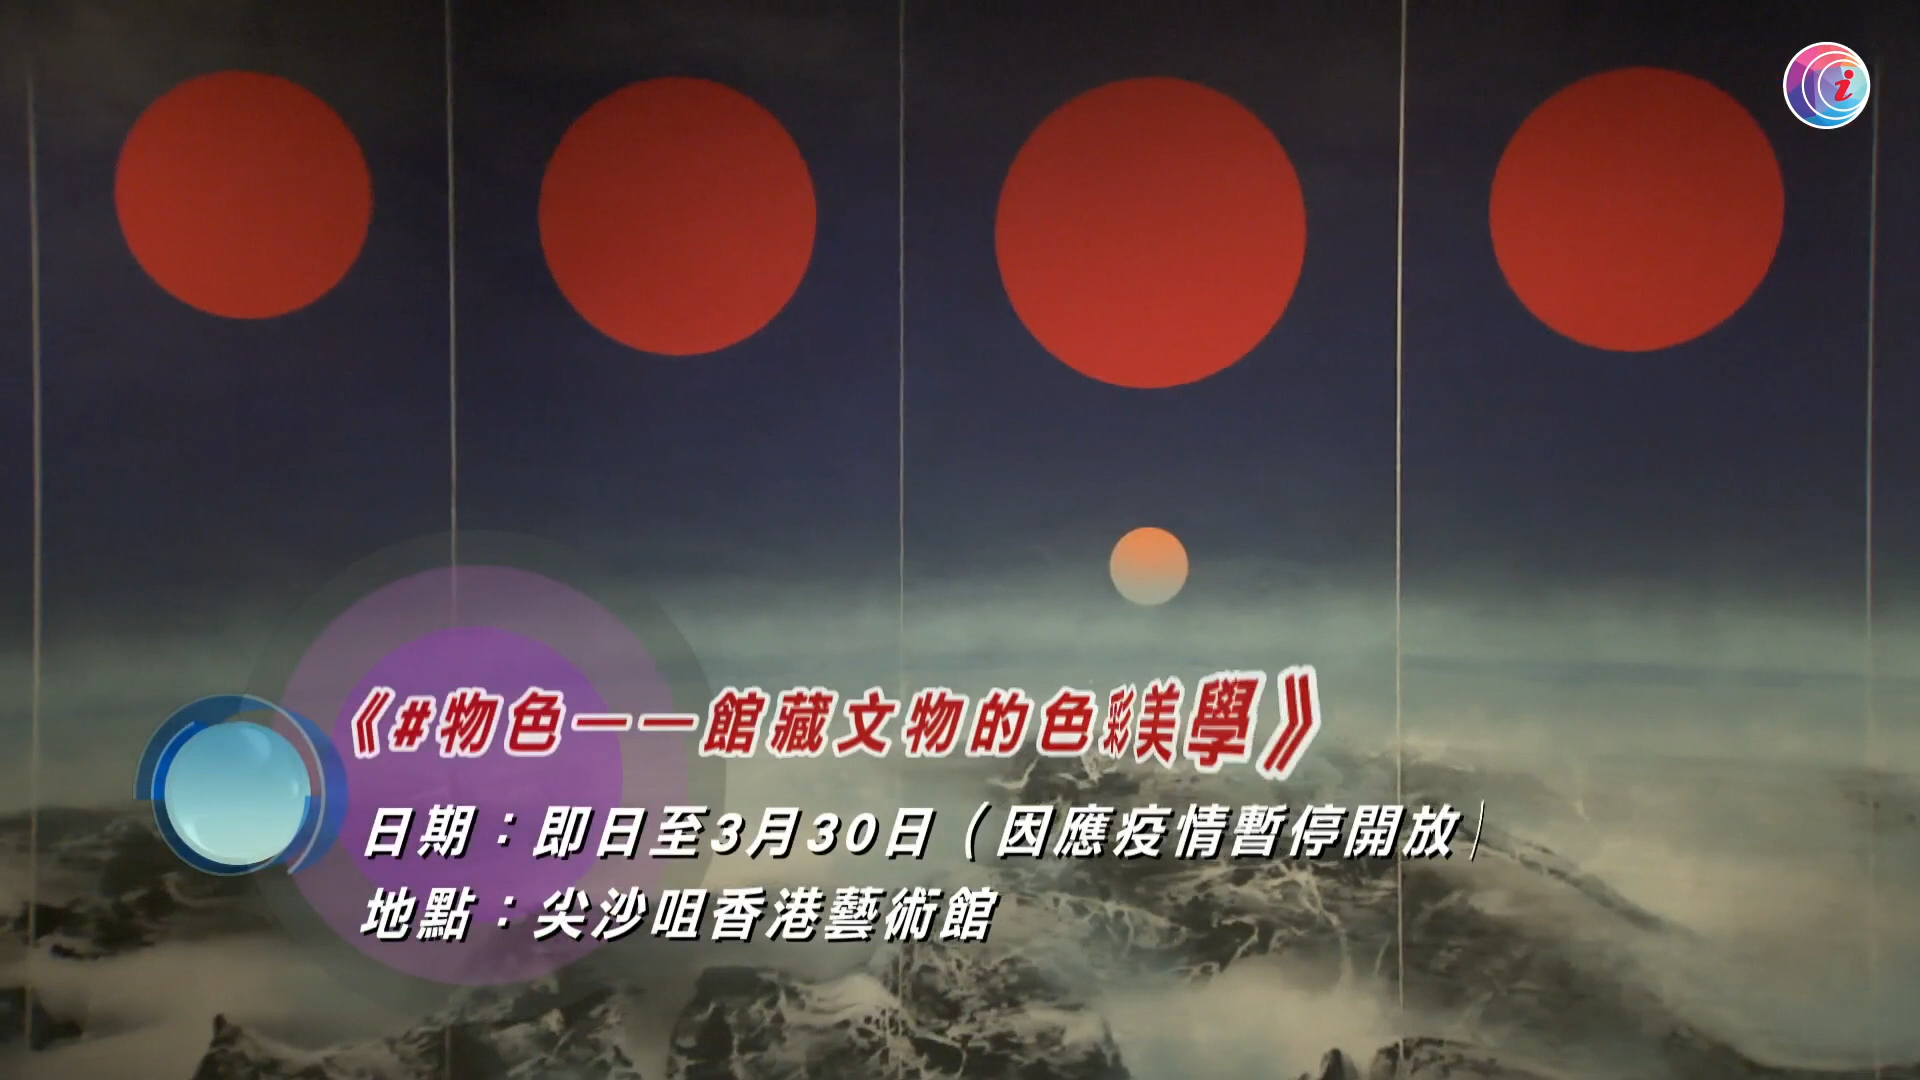 《#物色——館藏文物的色彩美學》
日期：即日至3月30日（因應疫情暫停開放）
地點：尖沙咀香港藝術館
i